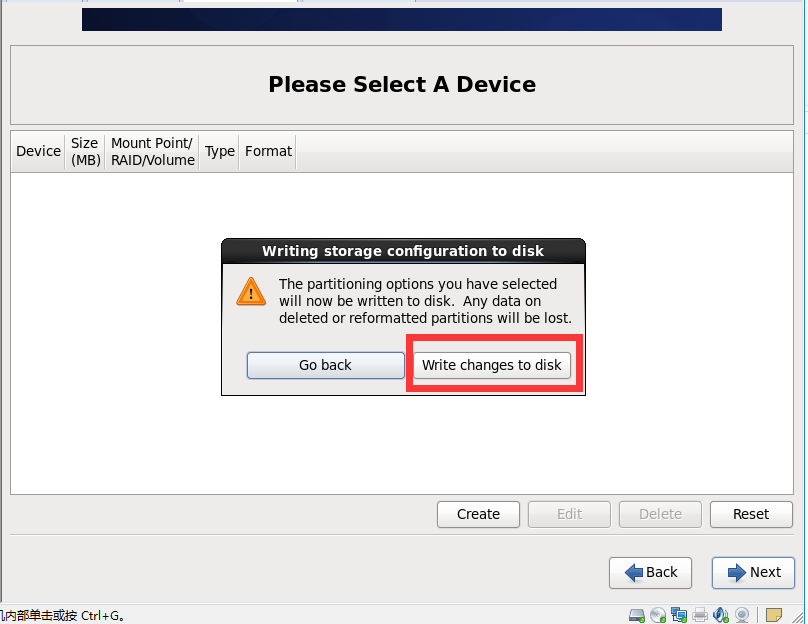 Please Select A Device
Device
Size
(MB)
Mount Point/
RAID/Volume
Type
Format
Writing storage configuration to disk
The partitioning options you have selected
will now be written to disk.  Any data on
deleted or reformatted partitions will be lost.
Go back
Write changes to disk
Create
Edit
Delete
Reset
Back
Next
内部单击或按 Ctrl+G。